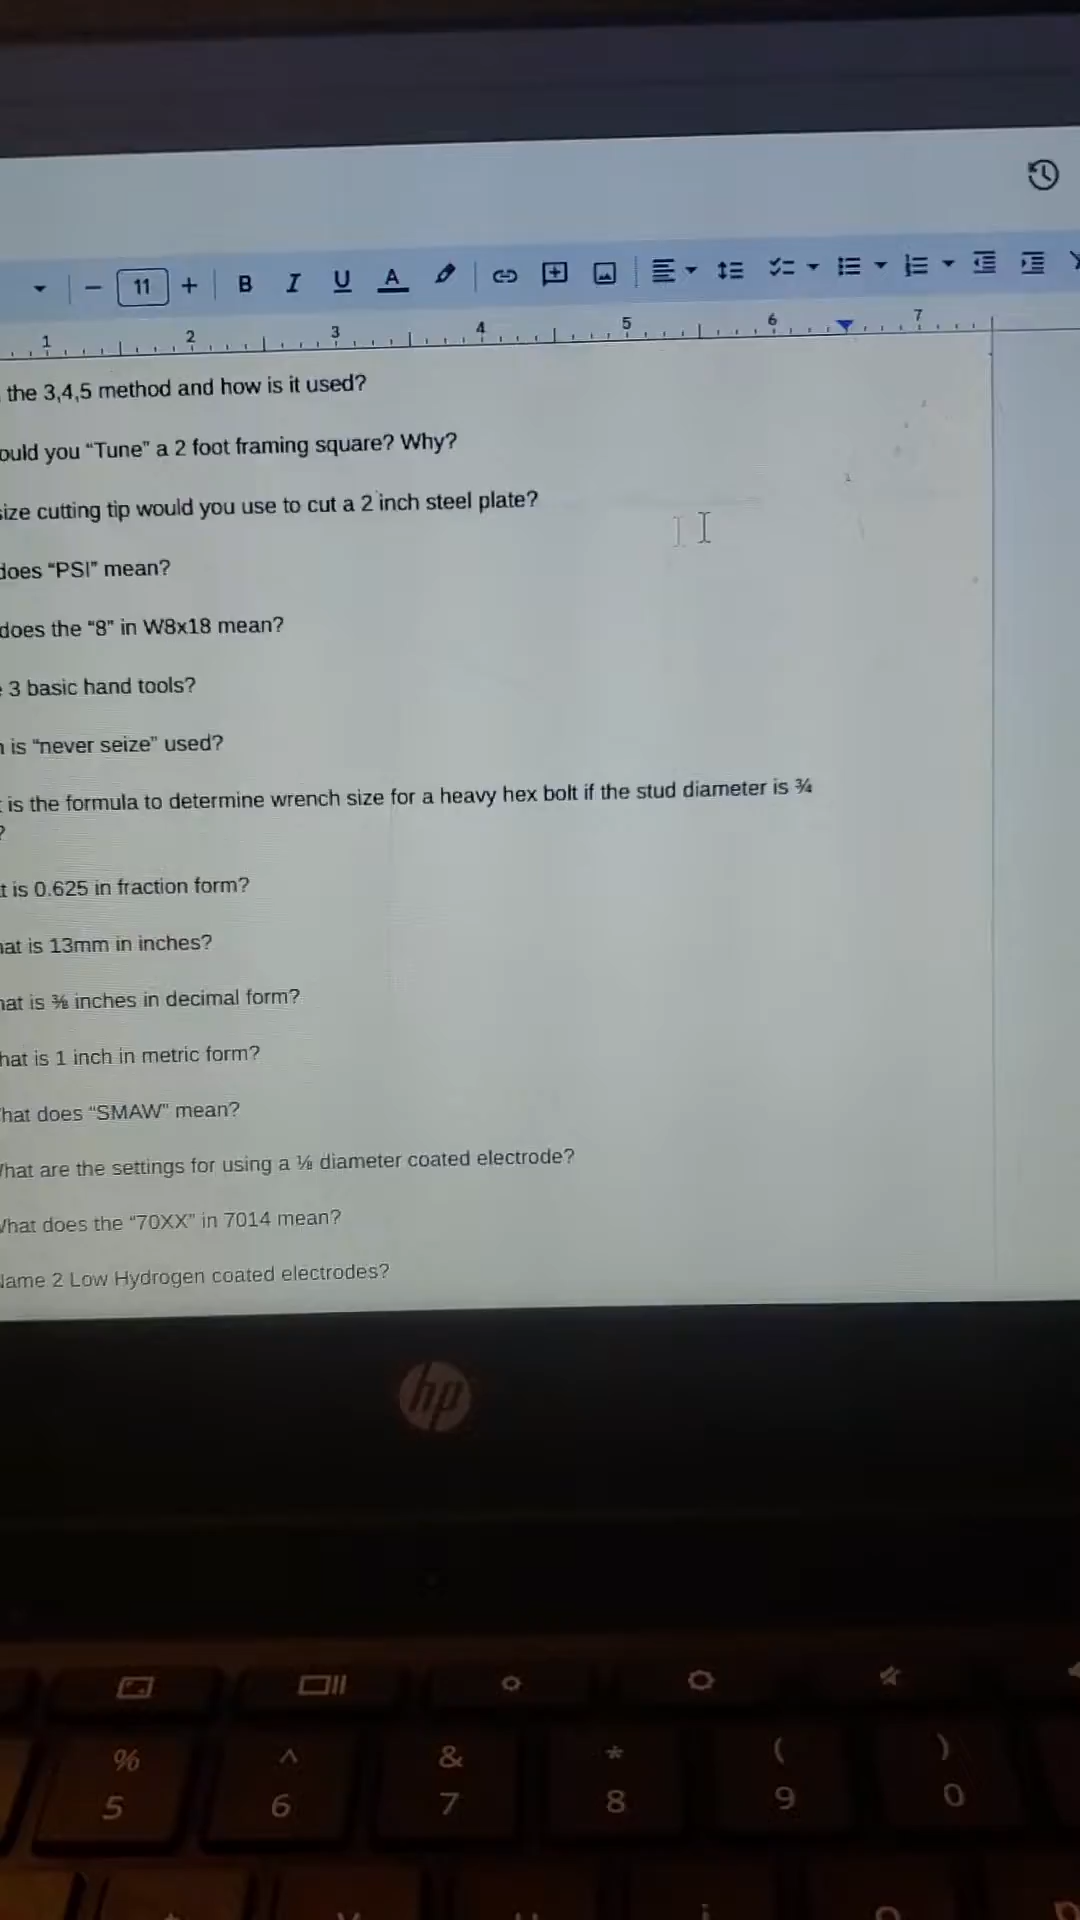 11 B I U A
1 2 3 4 5 6 7
the 3,4,5 method and how is it used?
ould you “Tune” a 2 foot framing square? Why?
size cutting tip would you use to cut a 2 inch steel plate?
does “PSI” mean?
does the “8” in W8x18 mean?
3 basic hand tools?
is “never seize” used?
is the formula to determine wrench size for a heavy hex bolt if the stud diameter is ¾
?
t is 0.625 in fraction form?
hat is 13mm in inches?
hat is ⅜ inches in decimal form?
hat is 1 inch in metric form?
hat does “SMAW” mean?
What are the settings for using a ⅛ diameter coated electrode?
What does the “70XX” in 7014 mean?
Name 2 Low Hydrogen coated electrodes?
hp
% ^ & * ( )
5 6 7 8 9 0